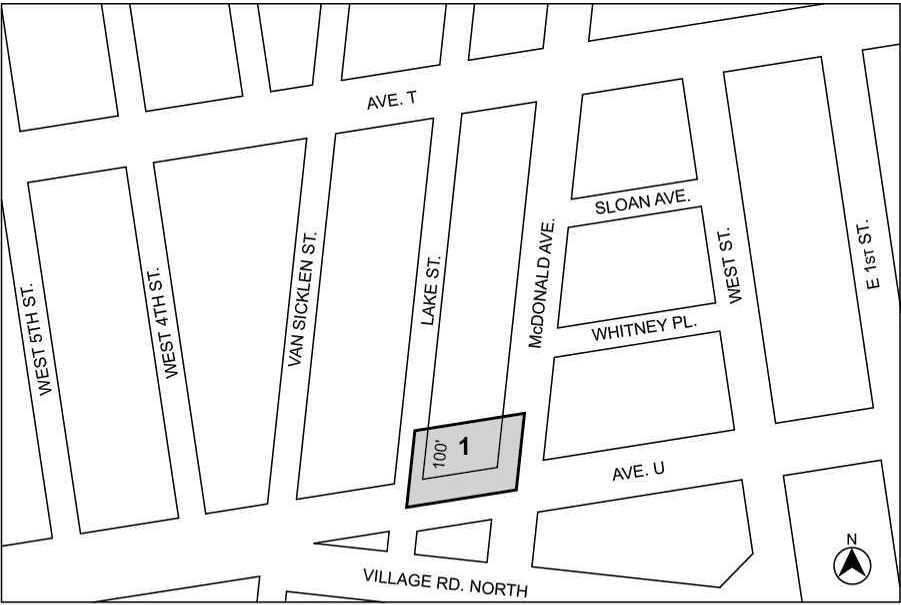 AVE. T
SLOAN AVE.
McDONALD AVE.
WEST ST.
E 1ST ST.
VAN SICKLEN ST.
LAKE ST.
WEST 4TH ST.
WEST 5TH ST.
WHITNEY PL.
1
100'
AVE. U
N
VILLAGE RD. NORTH